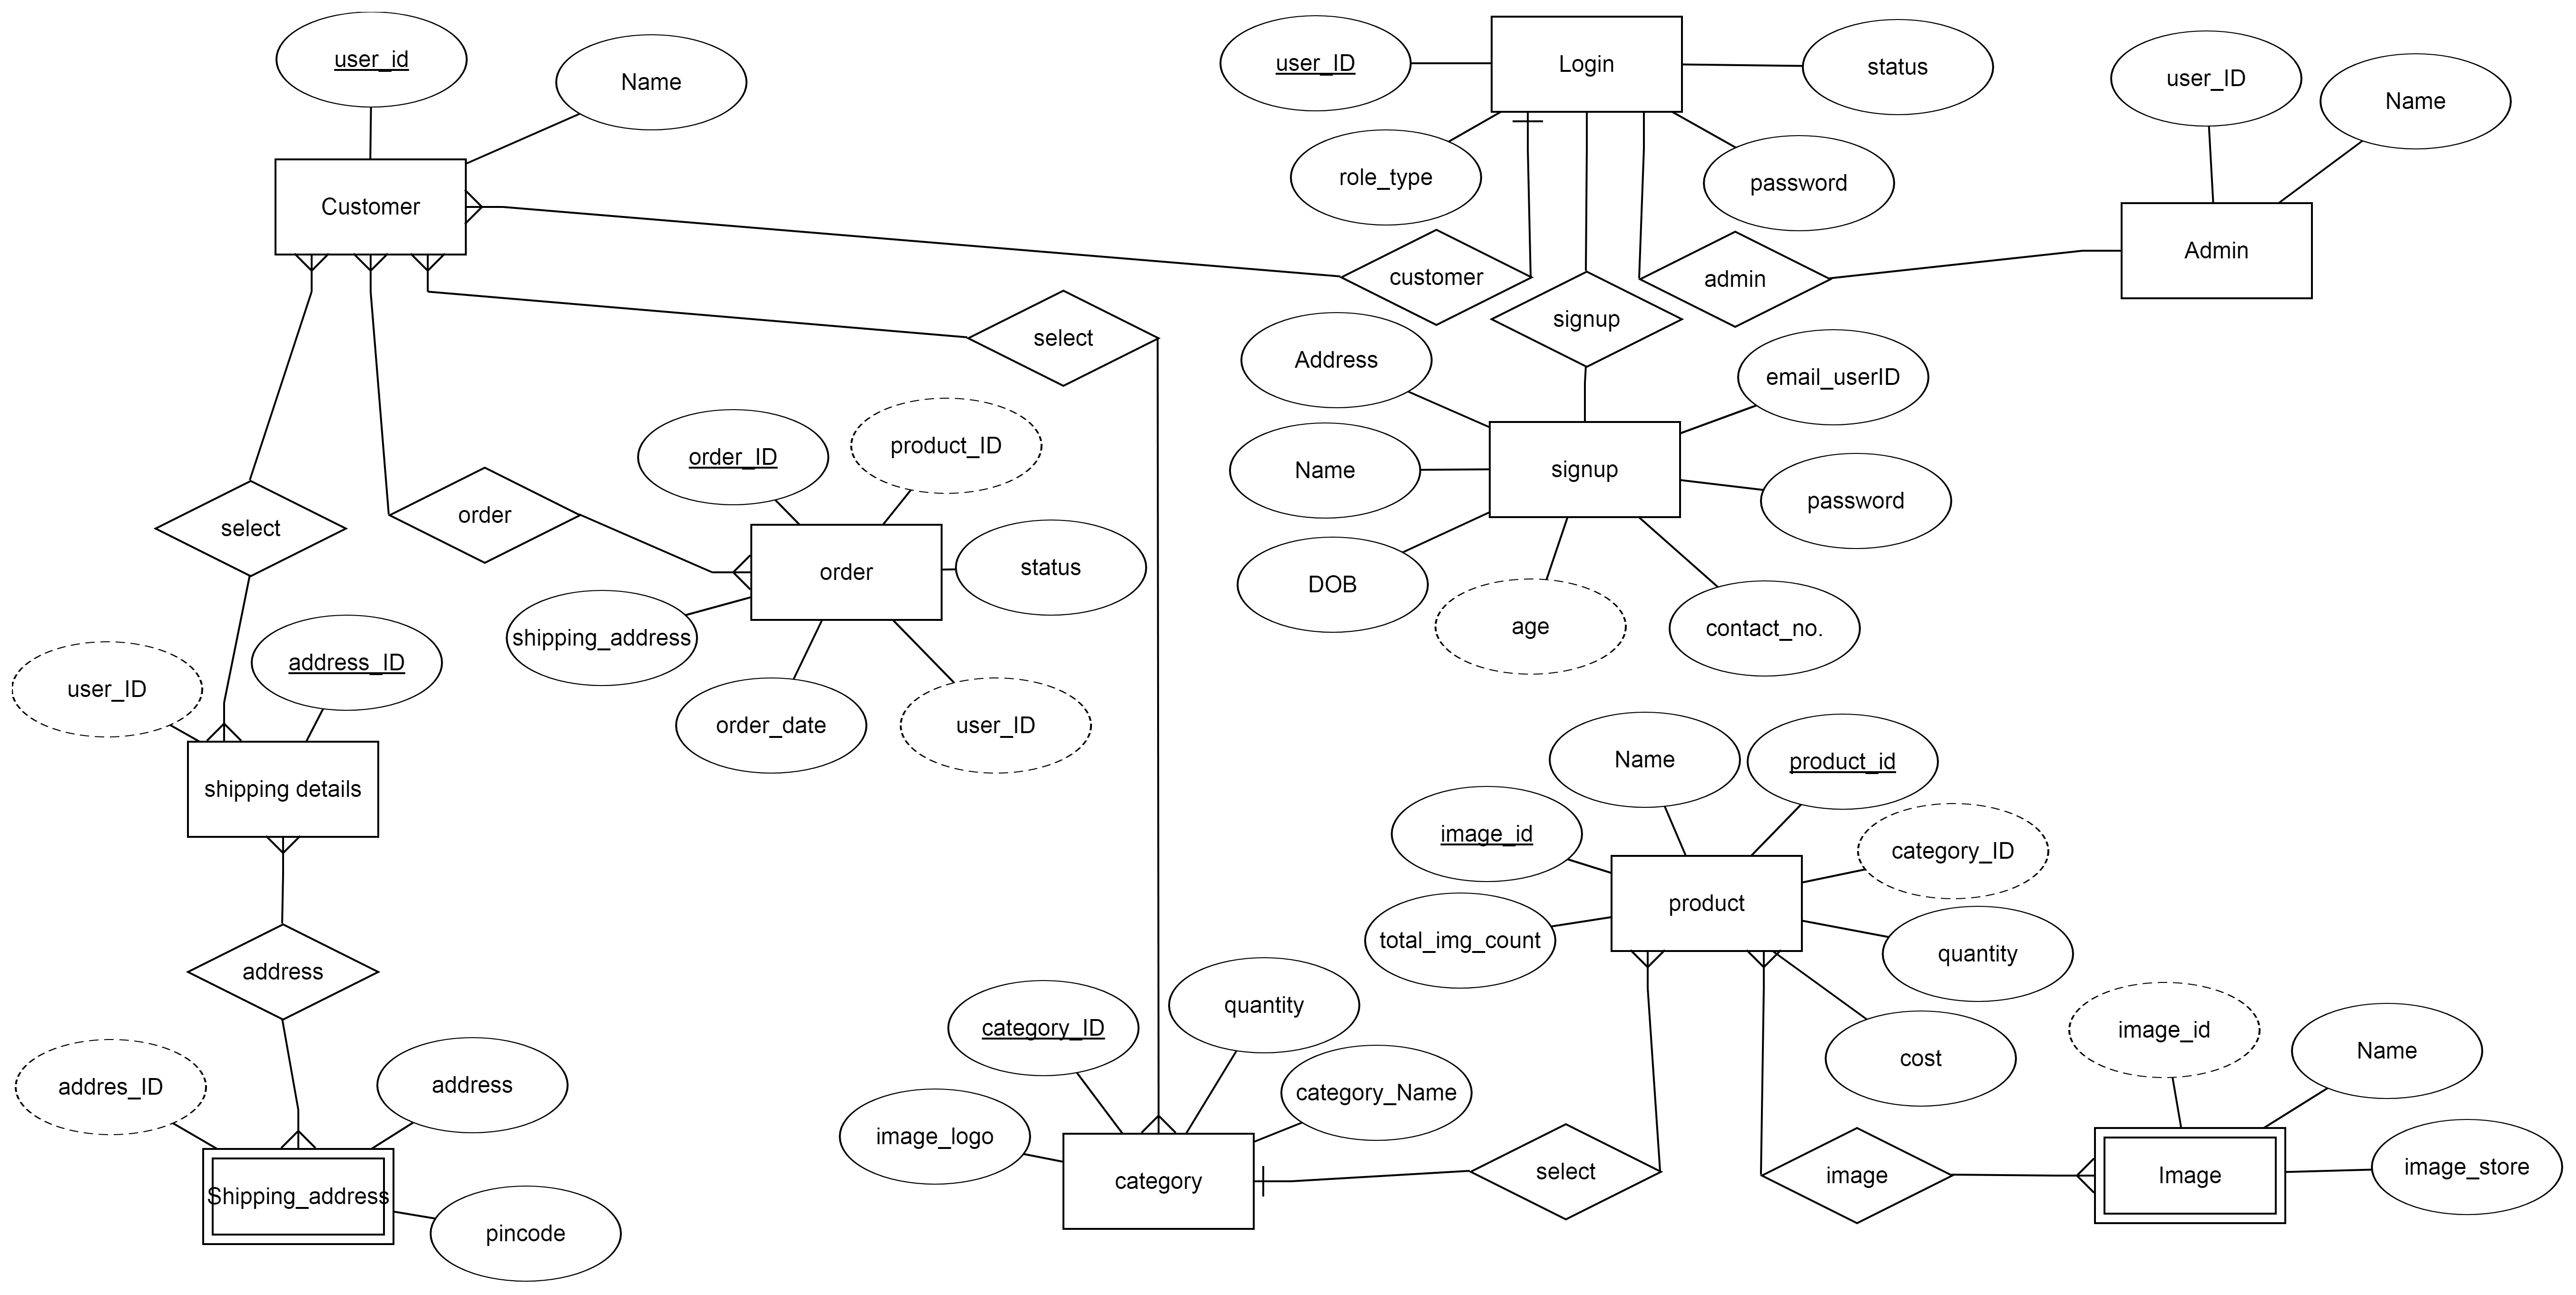 user_id
Name
Customer
user_ID
Login
status
role_type
password
user_ID
Name
Admin
customer
signup
admin
select
Address
email_userID
Name
signup
password
DOB
age
contact_no.
select
order
order_ID
product_ID
order
status
shipping_address
order_date
user_ID
user_ID
address_ID
shipping details
address
addres_ID
address
Shipping_address
pincode
Name
product_id
image_id
category_ID
product
total_img_count
quantity
cost
category_ID
quantity
image_logo
category_Name
category
select
image
image_id
Name
Image
image_store